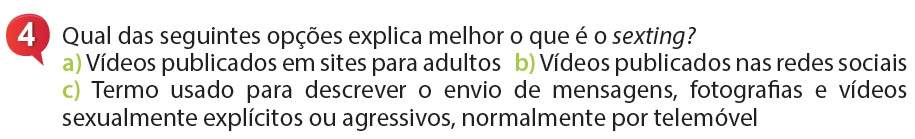 4 Qual das seguintes opções explica melhor o que é o sexting?
a) Vídeos publicados em sites para adultos b) Vídeos publicados nas redes sociais
c) Termo usado para descrever o envio de mensagens, fotografias e vídeos
sexualmente explícitos ou agressivos, normalmente por telemóvel